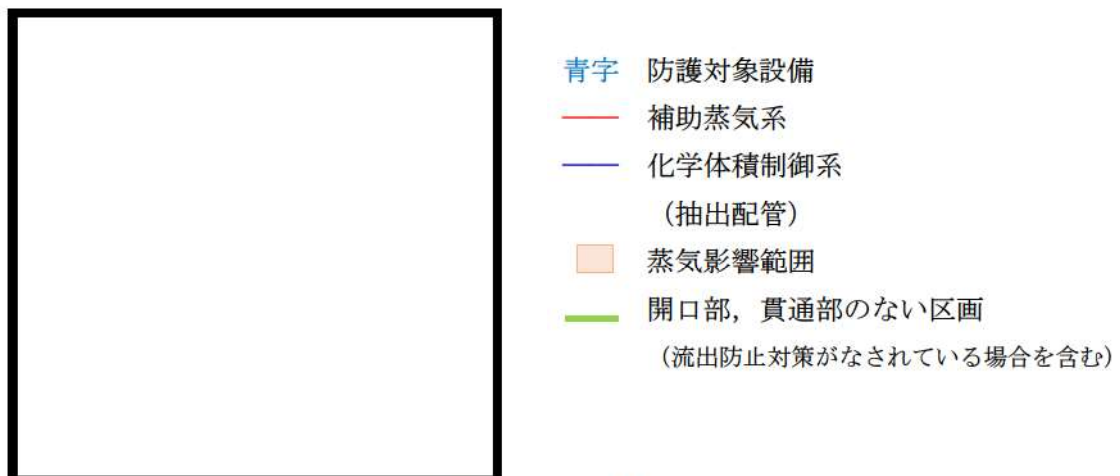 青字 防護対象設備
補助蒸気系
化学体積制御系
（抽出配管）
蒸気影響範囲
開口部，貫通部のない区画
（流出防止対策がなされている場合を含む）